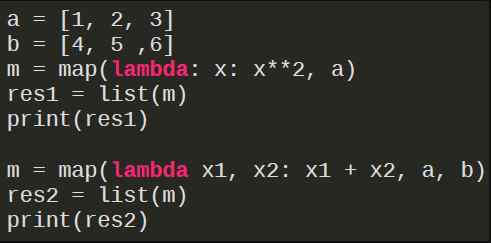 a = [1, 2, 3]
b = [4, 5 ,6]
m = map(lambda: x: x**2, a)
res1 = list(m)
print(res1)
m = map(lambda x1, x2: x1 + x2, a, b)
res2 = list(m)
print(res2)